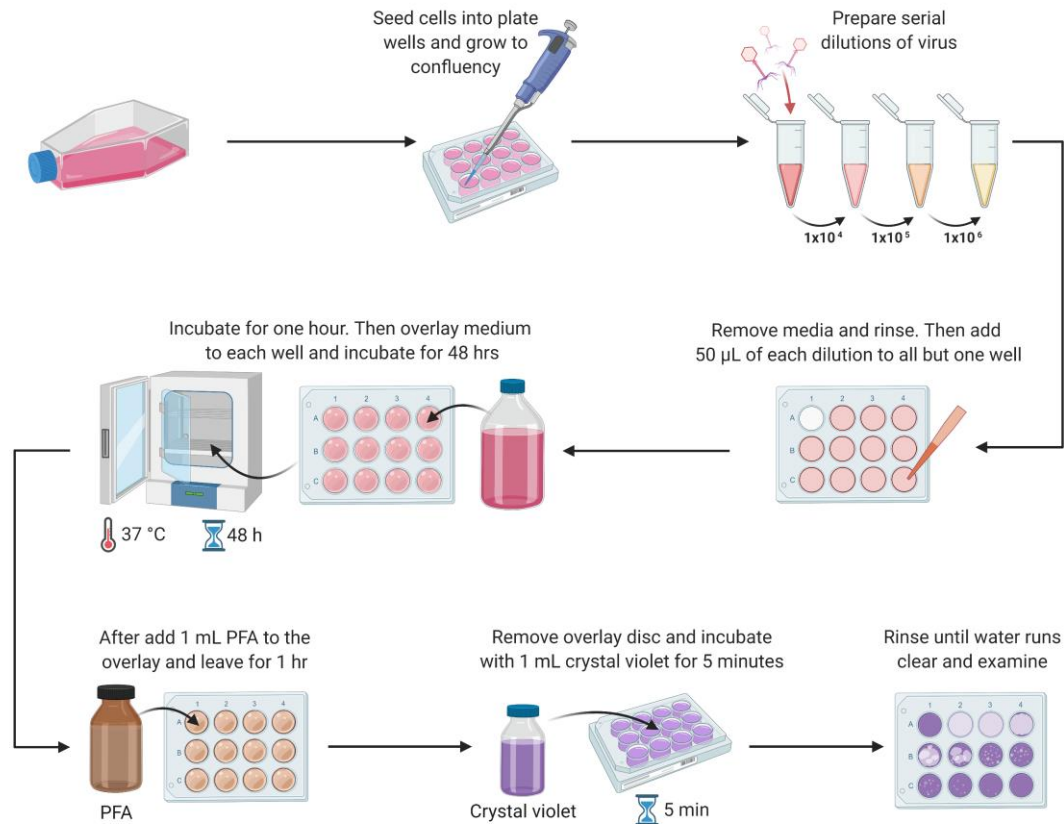 Seed cells into plate
wells and grow to
confluency
Prepare serial
dilutions of virus
1x10⁴
1x10⁵
1x10⁶
Remove media and rinse. Then add
50 µL of each dilution to all but one well
1 2 3 4
A
B
C
Incubate for one hour. Then overlay medium
to each well and incubate for 48 hrs
1 2 3 4
A
B
C
37 °C
48 h
After add 1 mL PFA to the
overlay and leave for 1 hr
1 2 3 4
A
B
C
PFA
Remove overlay disc and incubate
with 1 mL crystal violet for 5 minutes
Crystal violet
5 min
Rinse until water runs
clear and examine
1 2 3 4
A
B
C